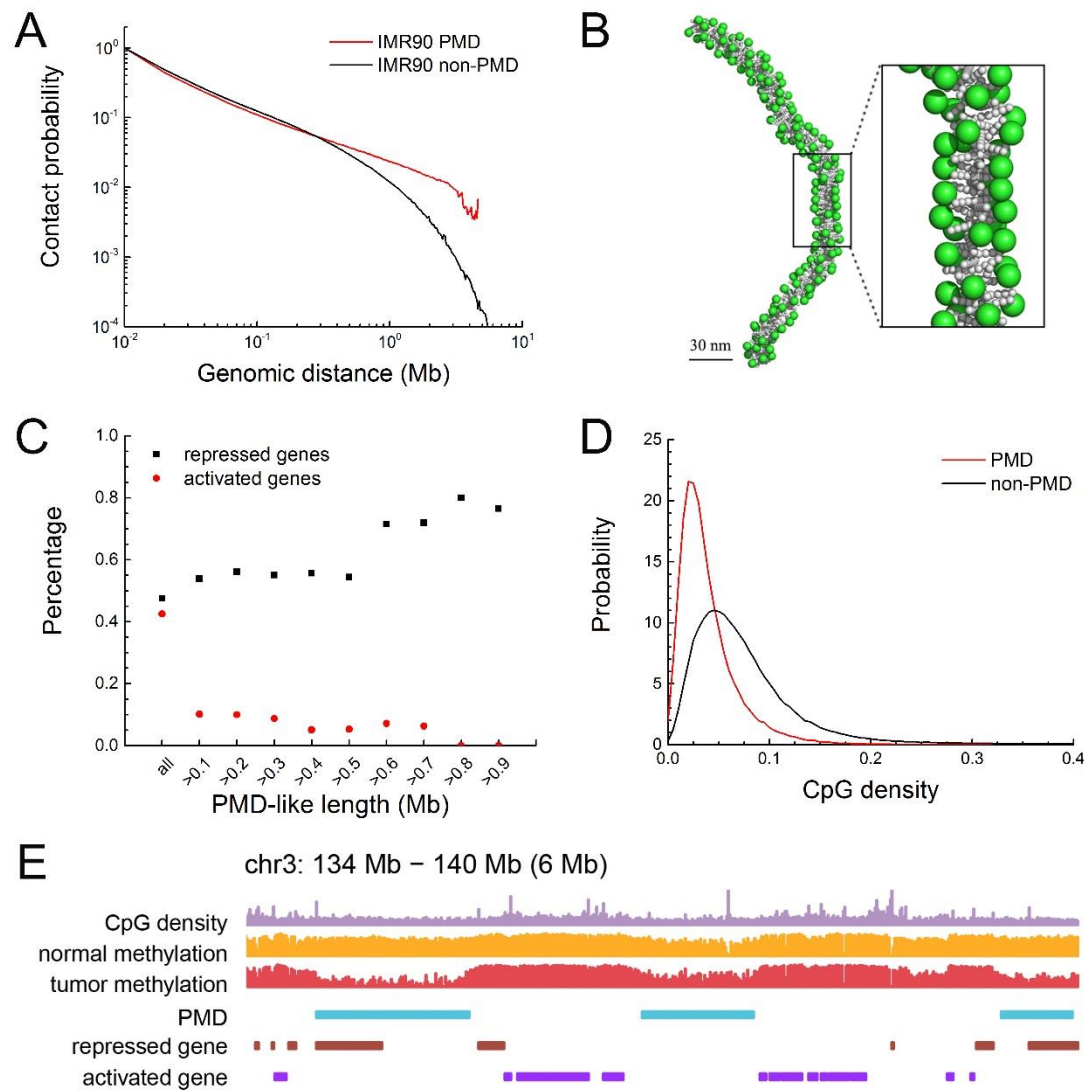 A
IMR90 PMD
IMR90 non-PMD
Contact probability
10^0
10^-1
10^-2
10^-3
10^-4
10^-2
10^-1
10^0
10^1
Genomic distance (Mb)
B
30 nm
C
repressed genes
activated genes
Percentage
1.0
0.8
0.6
0.4
0.2
0.0
all
>0.1
>0.2
>0.3
>0.4
>0.5
>0.6
>0.7
>0.8
>0.9
PMD-like length (Mb)
D
PMD
non-PMD
Probability
25
20
15
10
5
0
0.0
0.1
0.2
0.3
0.4
CpG density
E
chr3: 134 Mb − 140 Mb (6 Mb)
CpG density
normal methylation
tumor methylation
PMD
repressed gene
activated gene